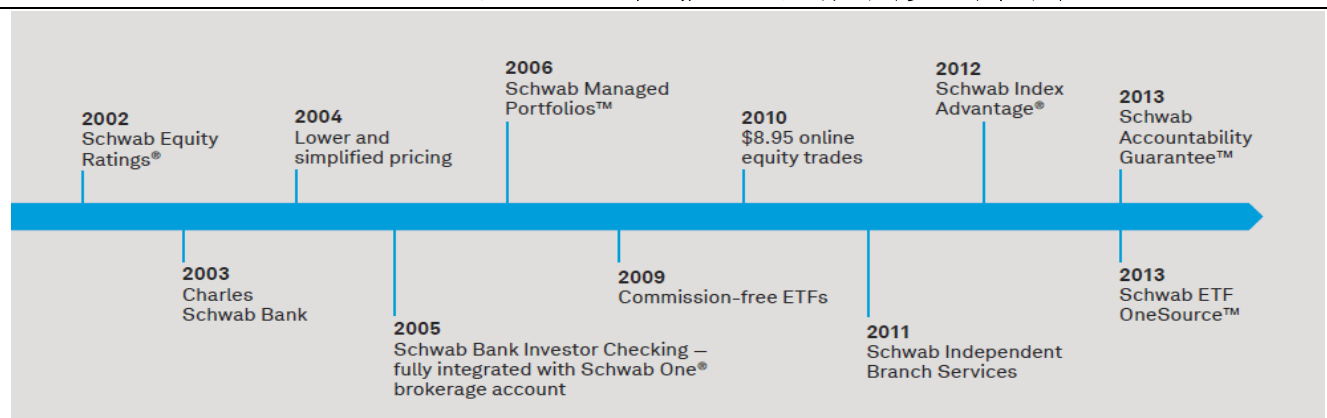 2002
Schwab Equity
Ratings®
2003
Charles
Schwab Bank
2004
Lower and
simplified pricing
2005
Schwab Bank Investor Checking –
fully integrated with Schwab One®
brokerage account
2006
Schwab Managed
Portfolios™
2009
Commission-free ETFs
2010
$8.95 online
equity trades
2011
Schwab Independent
Branch Services
2012
Schwab Index
Advantage®
2013
Schwab
Accountability
Guarantee™
2013
Schwab ETF
OneSource™